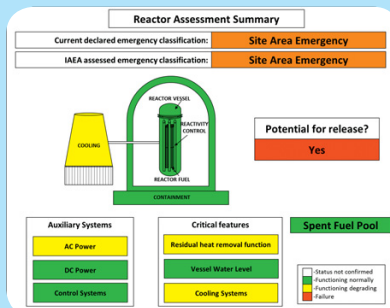 Reactor Assessment Summary
Current declared emergency classification: Site Area Emergency
IAEA assessed emergency classification: Site Area Emergency
REACTOR VESSEL
REACTIVITY
CONTROL
COOLING
REACTOR FUEL
CONTAINMENT
Potential for release?
Yes
Auxiliary Systems
AC Power
DC Power
Control Systems
Critical features
Residual heat removal function
Vessel Water Level
Cooling Systems
Spent Fuel Pool
-Status not confirmed
-Functioning normally
-Functioning degrading
-Failure